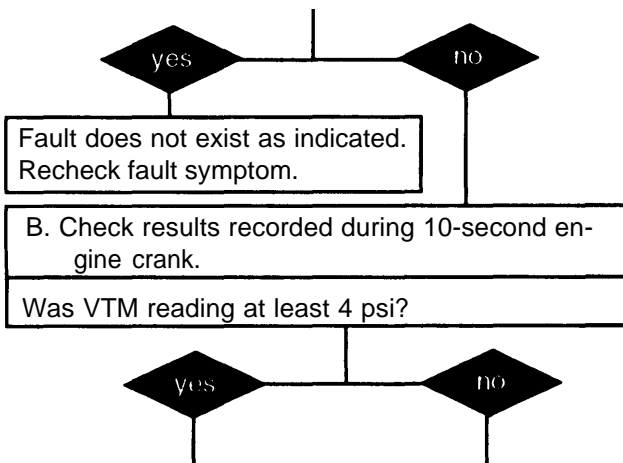 yes
no
Fault does not exist as indicated.
Recheck fault symptom.
B. Check results recorded during 10-second en-
gine crank.
Was VTM reading at least 4 psi?
yes
no